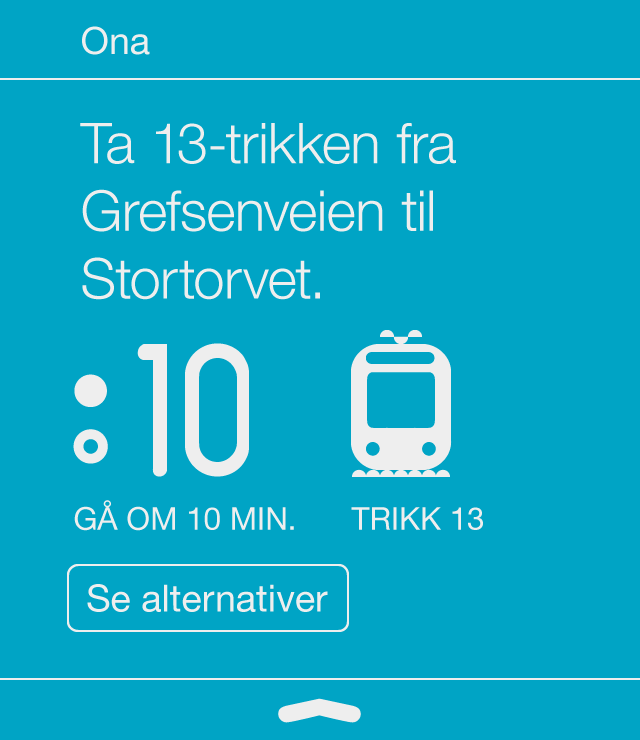 Ona
Ta 13-trikken fra
Grefsenveien til
Stortorvet.
:10
GÅ OM 10 MIN.
TRIKK 13
Se alternativer